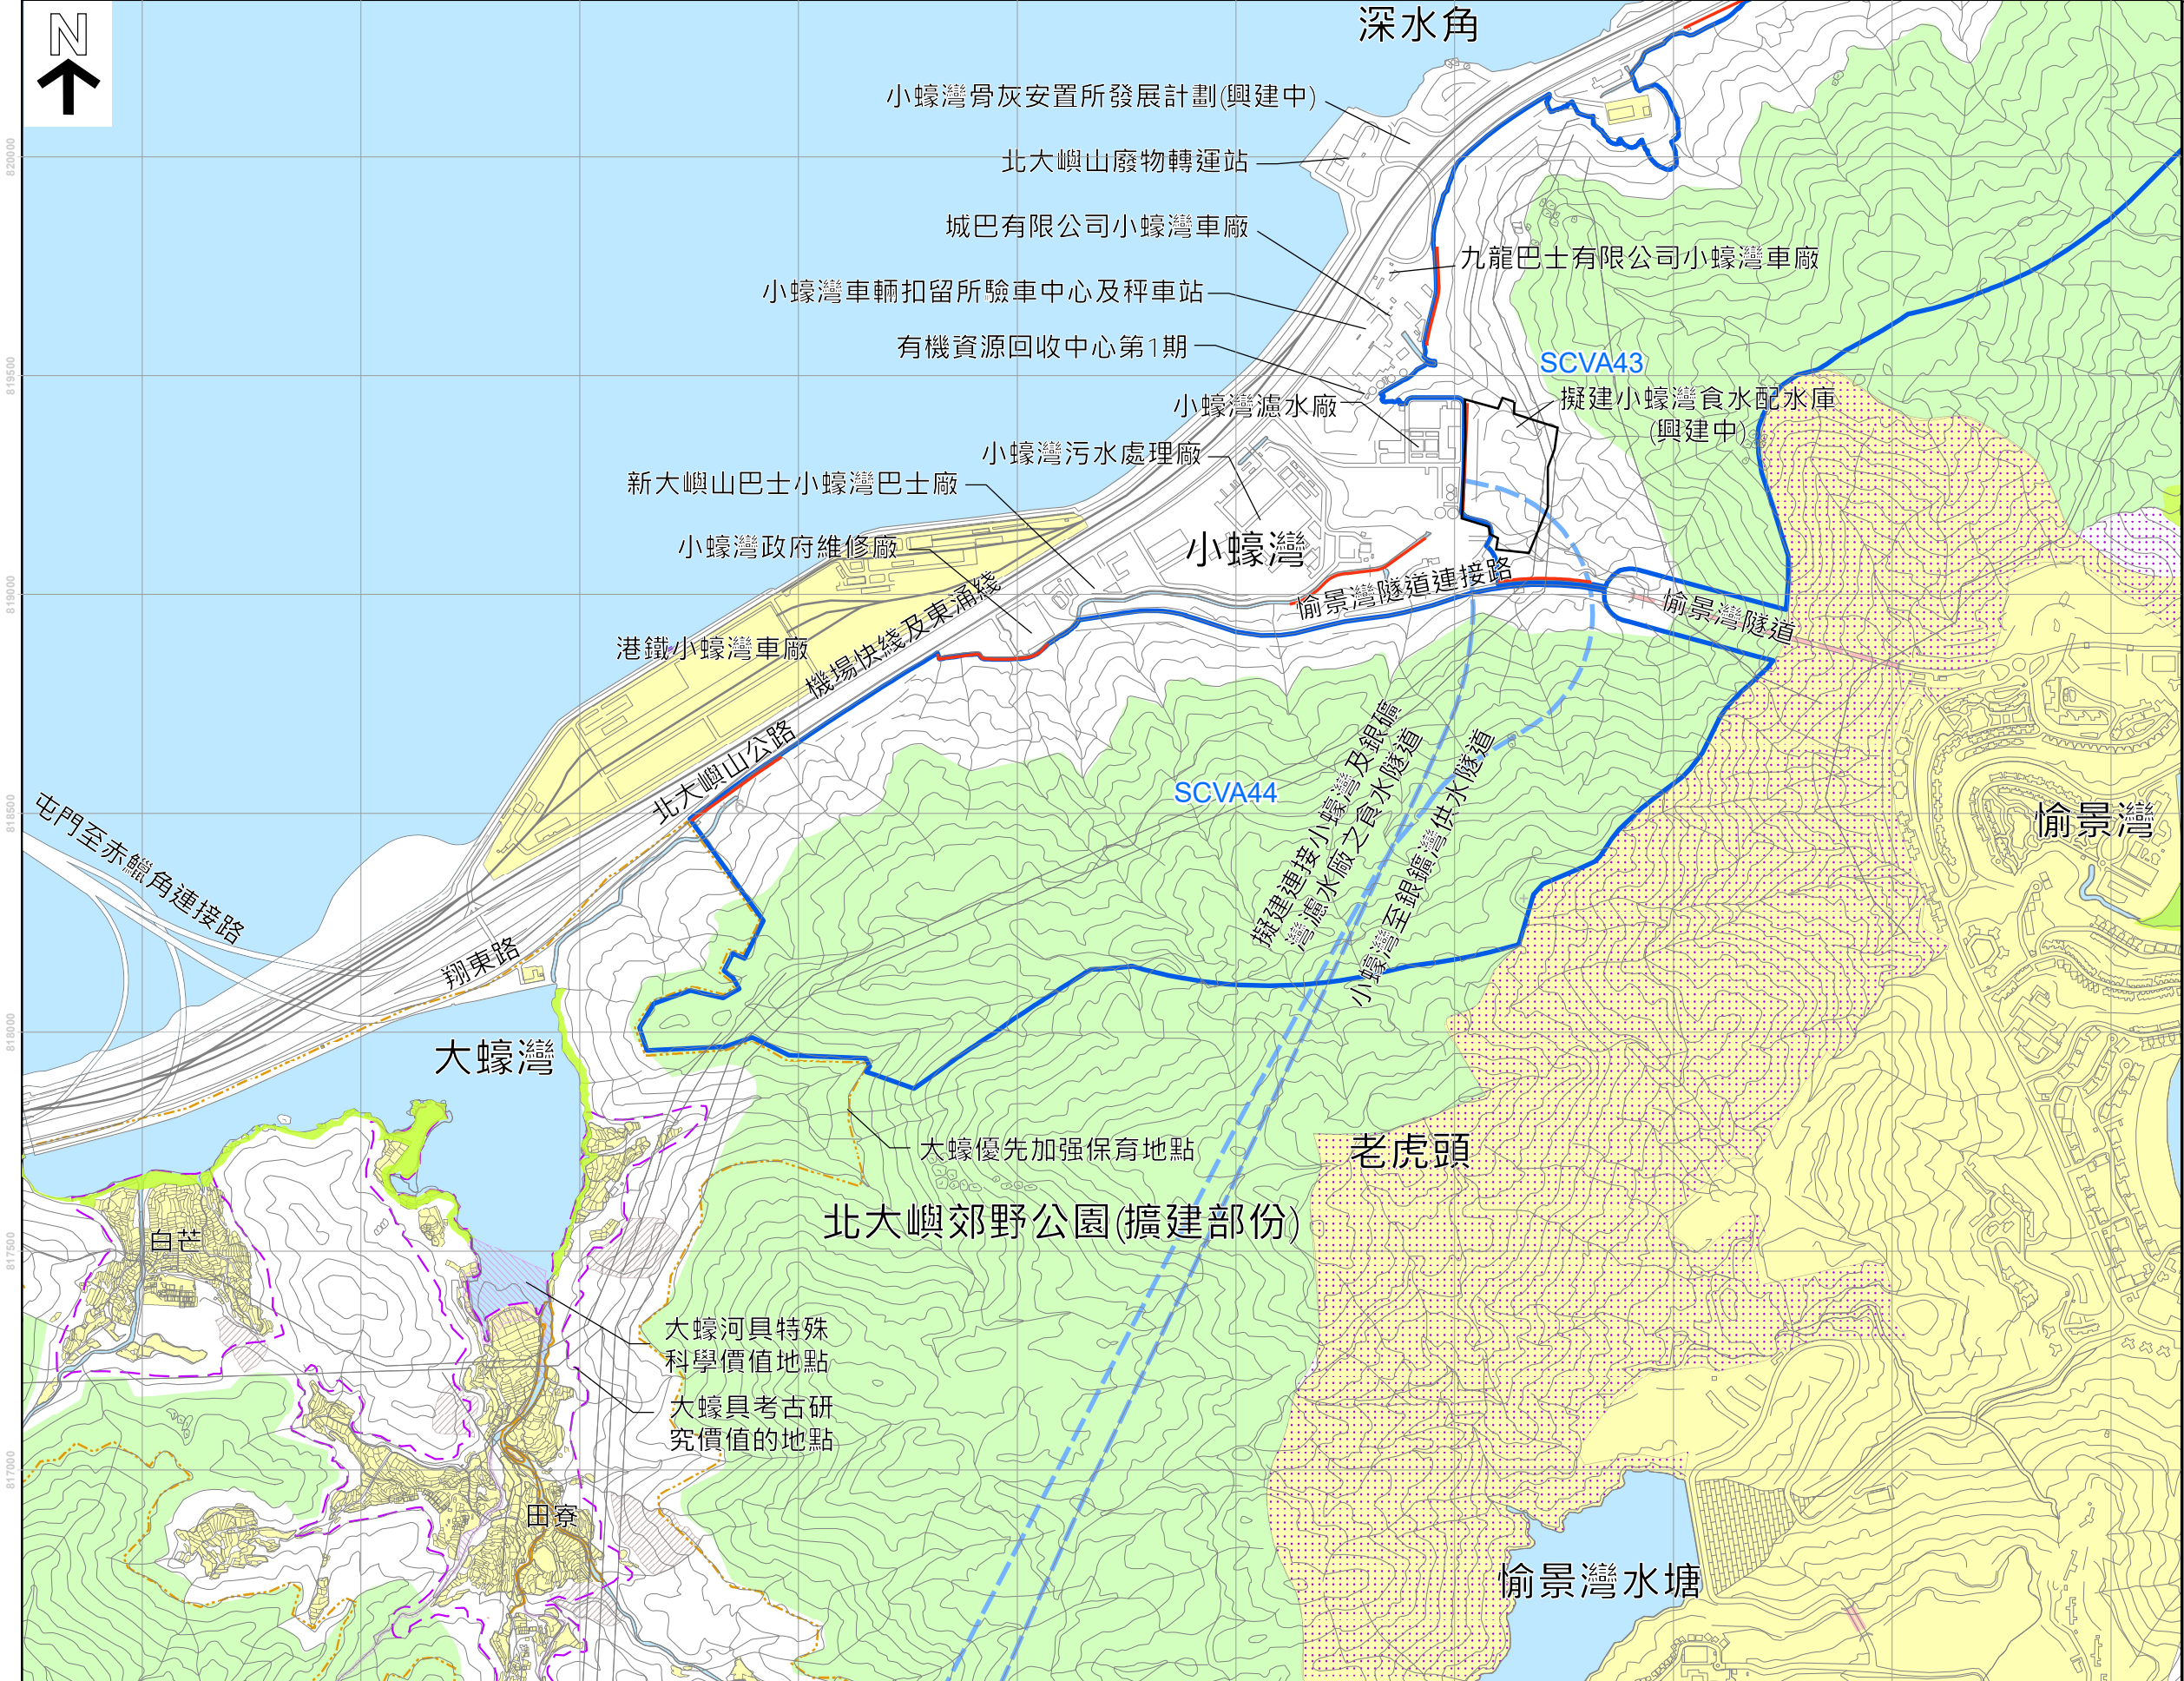 N
深水角
小蠔灣骨灰安置所發展計劃(興建中)
820000
北大嶼山廢物轉運站
城巴有限公司小蠔灣車廠
九龍巴士有限公司小蠔灣車廠
小蠔灣車輛扣留所驗車中心及秤車站
有機資源回收中心第1期
SCVA43
819500
小蠔灣濾水廠
擬建小蠔灣食水配水庫
(興建中)
小蠔灣污水處理廠
新大嶼山巴士小蠔灣巴士廠
小蠔灣政府維修廠
小蠔灣
愉景灣隧道連接路
819000
愉景灣隧道
港鐵小蠔灣車廠
機場快綫及東涌綫
北大嶼山公路
SCVA44
擬建連接小蠔灣及銀礦
灣濾水廠之食水隧道
小蠔灣至銀鑛灣供水隧道
愉景灣
818500
屯門至赤鱲角連接路
翔東路
818000
大蠔灣
大蠔優先加强保育地點
老虎頭
北大嶼郊野公園(擴建部份)
817500
白芒
大蠔河具特殊
科學價值地點
大蠔具考古研
究價值的地點
817000
田寮
愉景灣水塘